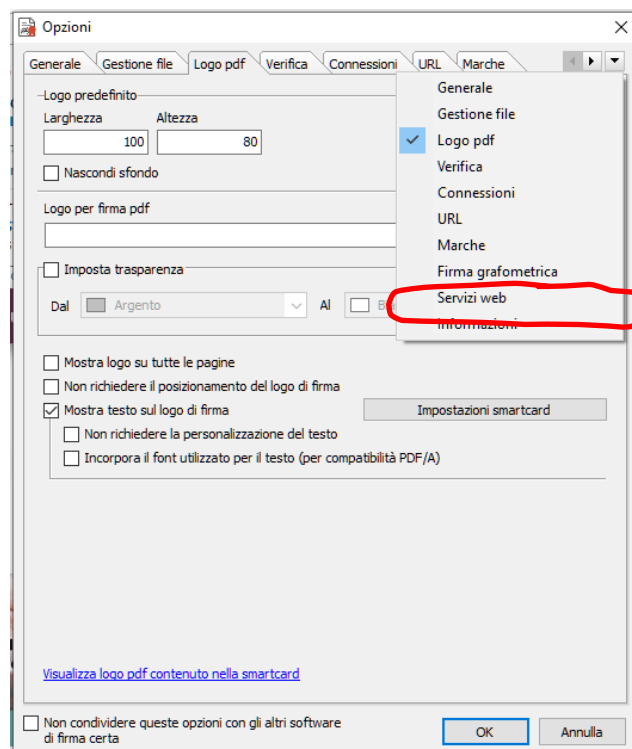 Opzioni
Generale Gestione file Logo pdf Verifica Connessioni URL Marche
Logo predefinito
Larghezza Altezza
100 80
Nascondi sfondo
Logo per firma pdf
Imposta trasparenza
Dal Argento Al
Generale
Gestione file
Logo pdf
Verifica
Connessioni
URL
Marche
Firma grafometrica
Servizi web
Informazioni
Mostra logo su tutte le pagine
Non richiedere il posizionamento del logo di firma
Mostra testo sul logo di firma Impostazioni smartcard
Non richiedere la personalizzazione del testo
Incorpora il font utilizzato per il testo (per compatibilità PDF/A)
Visualizza logo pdf contenuto nella smartcard
Non condividere queste opzioni con gli altri software
di firma certa
OK Annulla